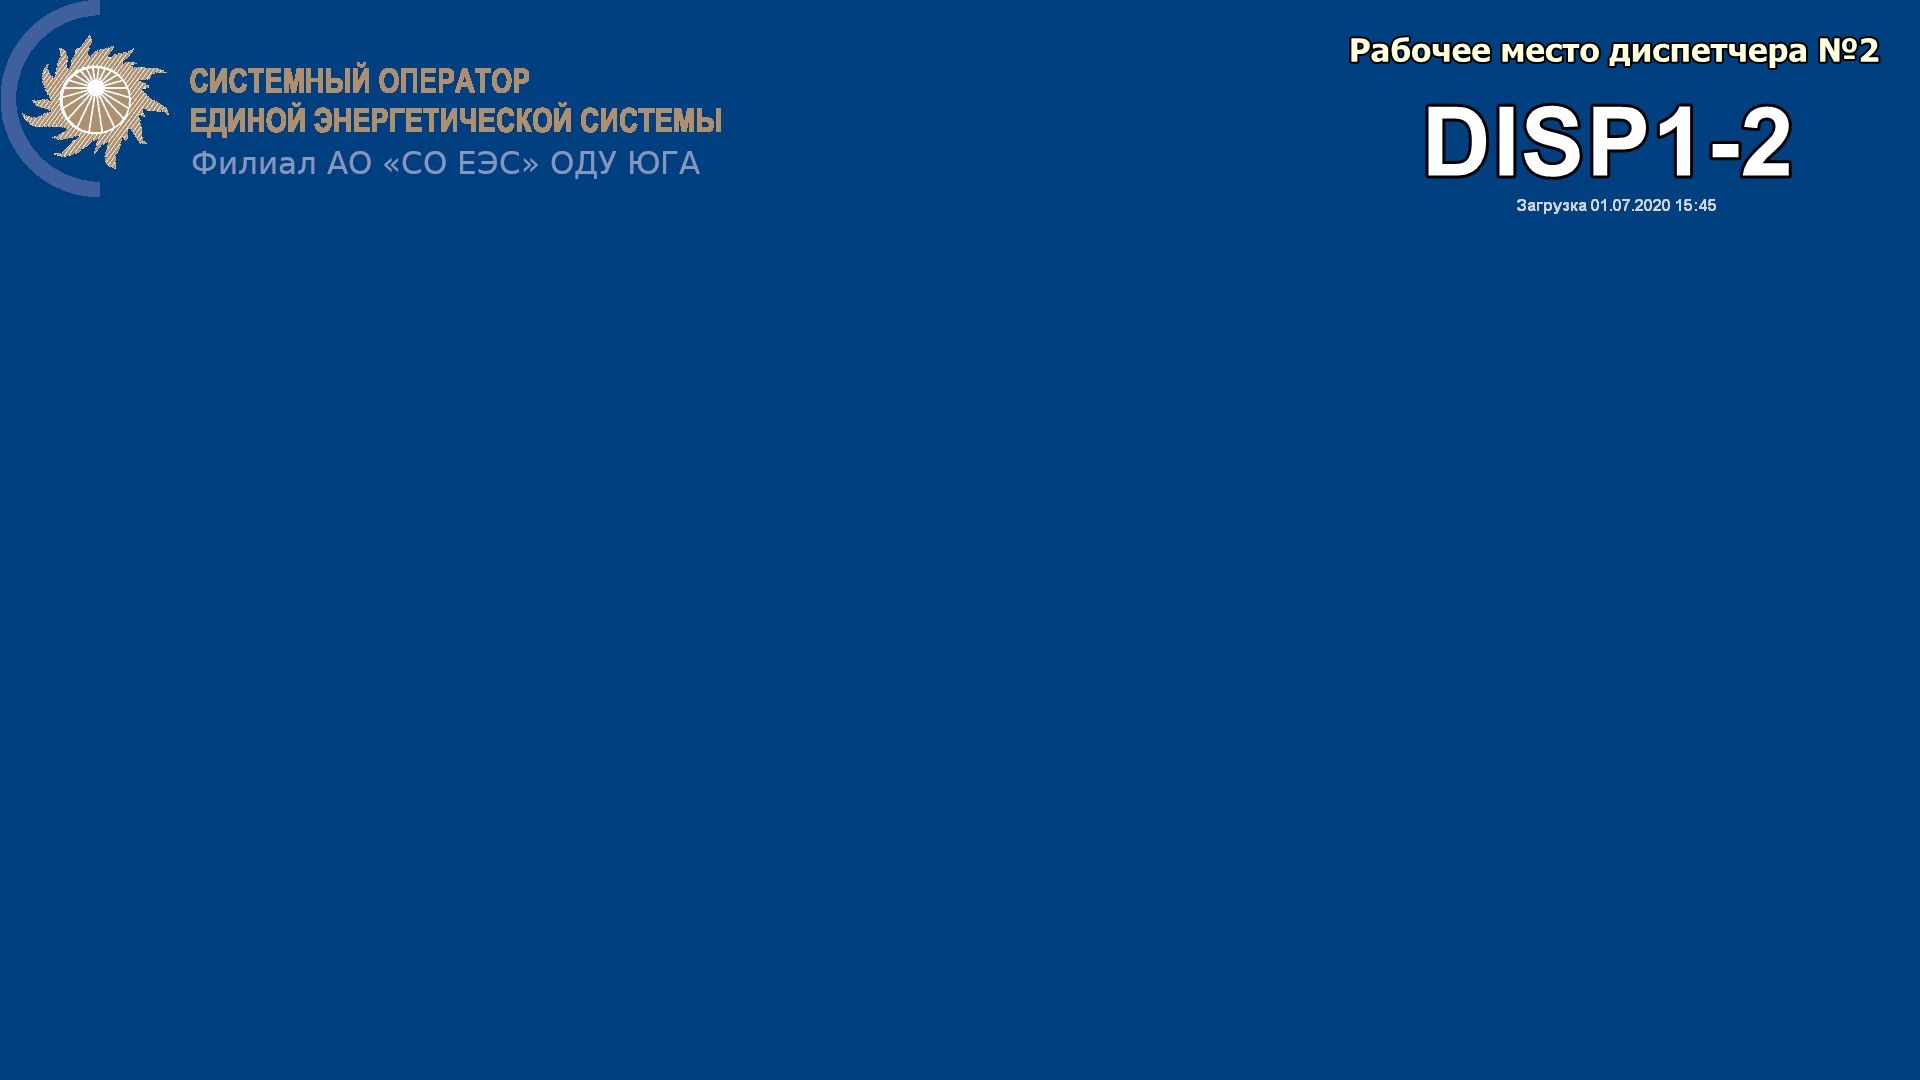 СИСТЕМНЫЙ ОПЕРАТОР
ЕДИНОЙ ЭНЕРГЕТИЧЕСКОЙ СИСТЕМЫ
Филиал АО «СО ЕЭС» ОДУ ЮГА
Рабочее место диспетчера №2
DISP1-2
Загрузка 01.07.2020 15:45